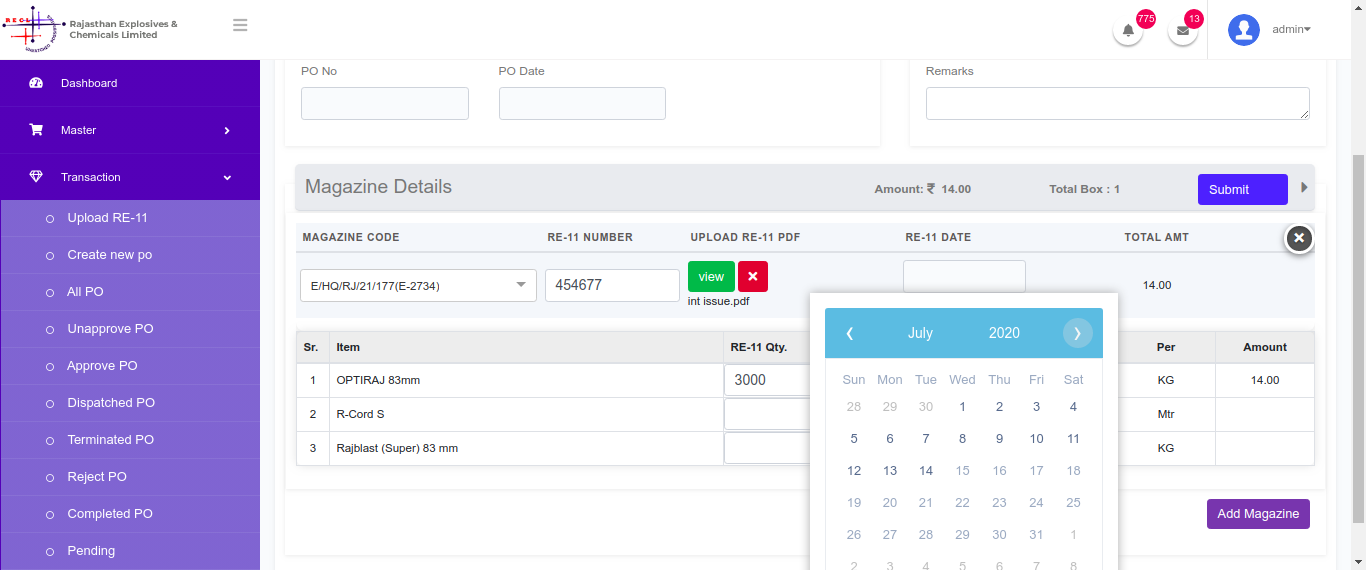 REGL
Rajasthan Explosives &
Chemicals Limited
775
13
admin
Dashboard
Master
Transaction
Upload RE-11
Create new po
All PO
Unapprove PO
Approve PO
Dispatched PO
Terminated PO
Reject PO
Completed PO
Pending
PO No
PO Date
Remarks
Magazine Details
Amount: ₹ 14.00
Total Box : 1
Submit
MAGAZINE CODE RE-11 NUMBER UPLOAD RE-11 PDF RE-11 DATE TOTAL AMT
E/HQ/RJ/21/177(E-2734) 454677 view 14.00
int issue.pdf
Sr. Item RE-11 Qty. Per Amount
1 OPTIRAJ 83mm 3000 KG 14.00
2 R-Cord S Mtr
3 Rajblast (Super) 83 mm KG
‹ July 2020 ›
Sun Mon Tue Wed Thu Fri Sat
28 29 30 1 2 3 4
5 6 7 8 9 10 11
12 13 14 15 16 17 18
19 20 21 22 23 24 25
26 27 28 29 30 31 1
2 3 4 5 6 7 8
Add Magazine